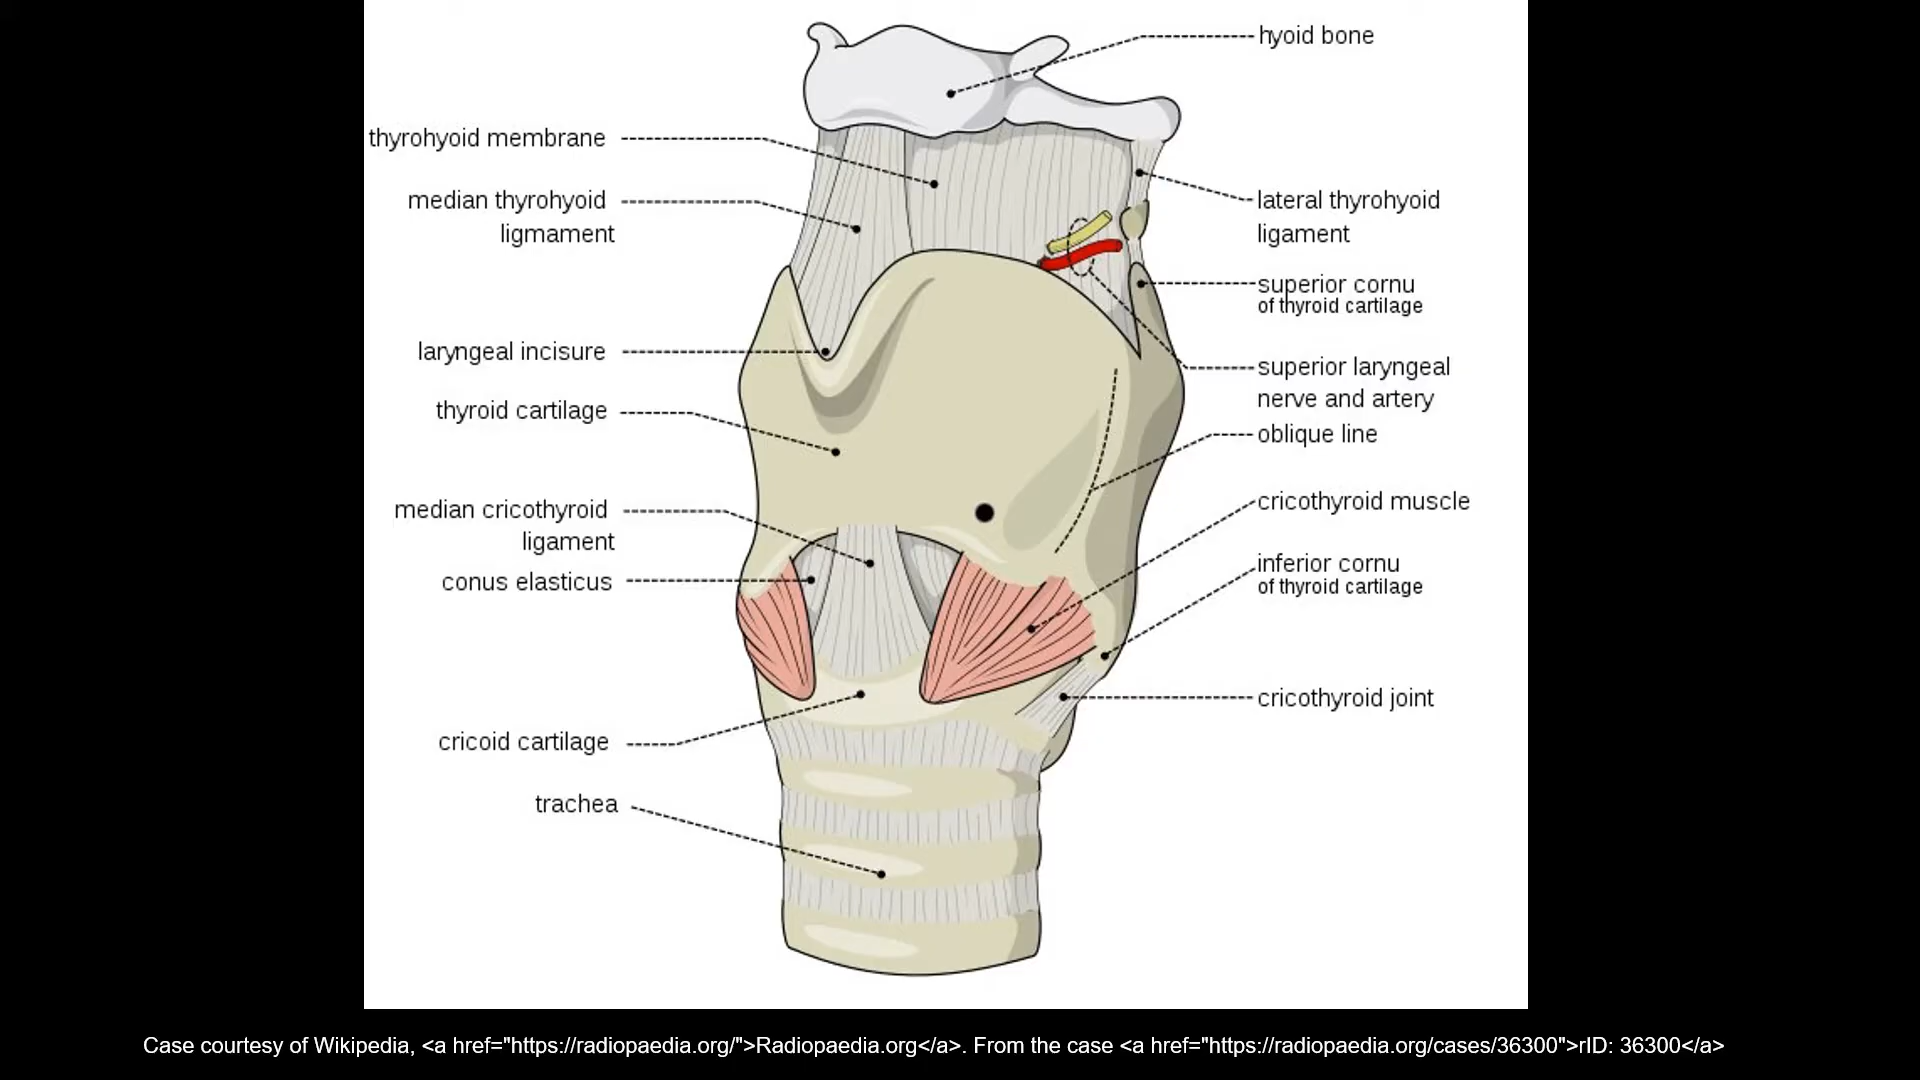 hyoid bone
thyrohyoid membrane
median thyrohyoid
ligmament
lateral thyrohyoid
ligament
superior cornu
of thyroid cartilage
laryngeal incisure
superior laryngeal
nerve and artery
thyroid cartilage
oblique line
median cricothyroid
ligament
cricothyroid muscle
conus elasticus
inferior cornu
of thyroid cartilage
cricothyroid joint
cricoid cartilage
trachea
Case courtesy of Wikipedia, <a href="https://radiopaedia.org/">Radiopaedia.org</a>. From the case <a href="https://radiopaedia.org/cases/36300">rID: 36300</a>